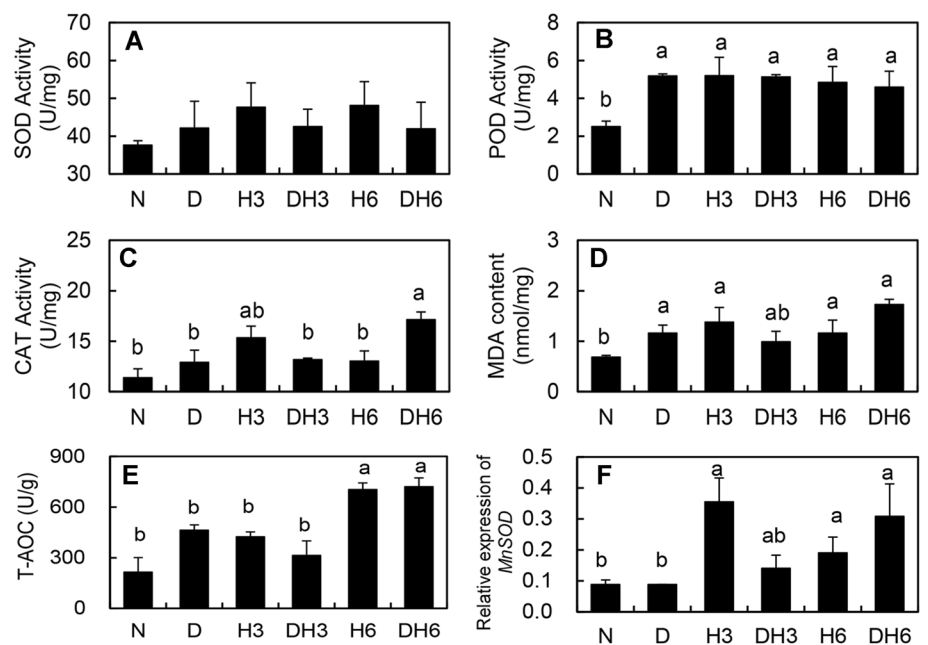 A
SOD Activity
(U/mg)
70
60
50
40
30
N D H3 DH3 H6 DH6
B
POD Activity
(U/mg)
8
6
4
2
0
b a a a a a
N D H3 DH3 H6 DH6
C
CAT Activity
(U/mg)
25
20
15
10
b b ab b b a
N D H3 DH3 H6 DH6
D
MDA content
(nmol/mg)
3
2
1
0
b a a ab a a
N D H3 DH3 H6 DH6
E
T-AOC (U/g)
900
600
300
0
b b b b a a
N D H3 DH3 H6 DH6
F
Relative expression of
MnSOD
0.5
0.4
0.3
0.2
0.1
0.0
b b a ab a a
N D H3 DH3 H6 DH6